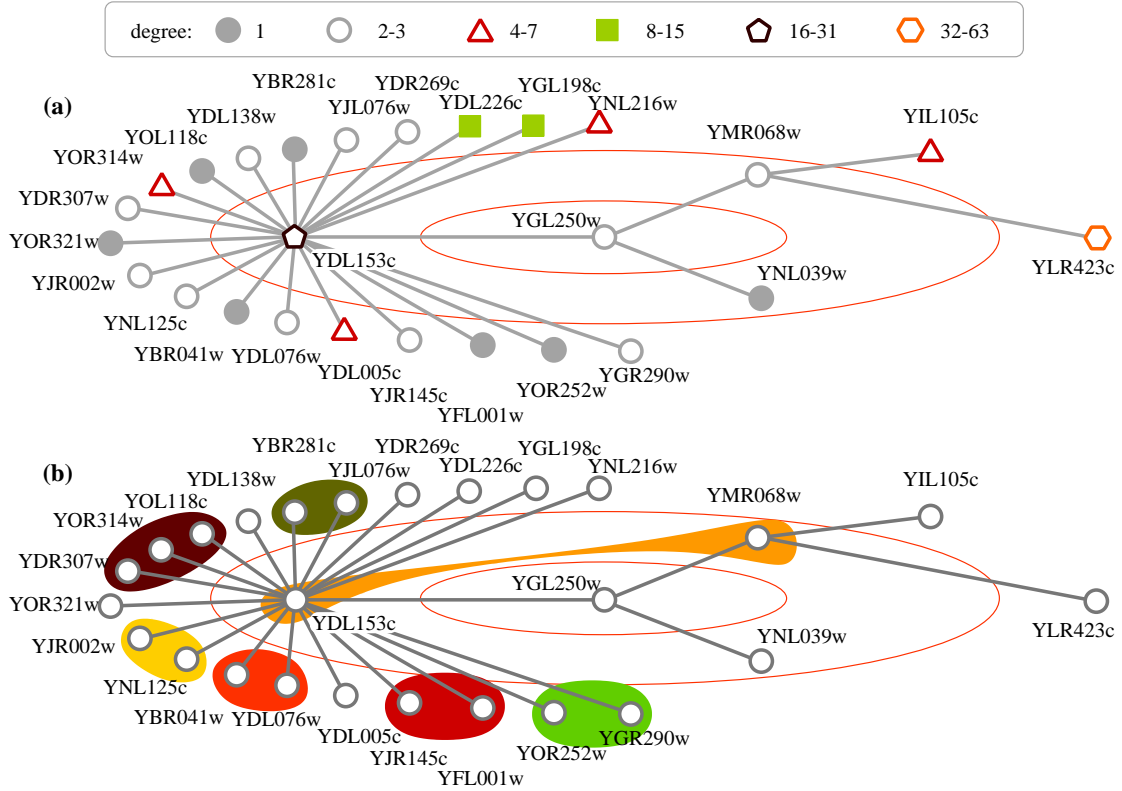 degree: 1 2-3 4-7 8-15 16-31 32-63
(a)
YBR281c YDR269c YGL198c
YJL076w YDL226c YNL216w
YDL138w YMR068w YIL105c
YOL118c
YOR314w
YDR307w
YOR321w YGL250w
YJR002w YDL153c YNL039w YLR423c
YNL125c
YBR041w YDL076w
YDL005c YGR290w
YJR145c YOR252w
YFL001w
(b)
YBR281c YDR269c YGL198c
YJL076w YDL226c YNL216w
YDL138w YMR068w YIL105c
YOL118c
YOR314w
YDR307w
YOR321w YGL250w
YJR002w YDL153c YNL039w YLR423c
YNL125c
YBR041w YDL076w
YDL005c YGR290w
YJR145c YOR252w
YFL001w